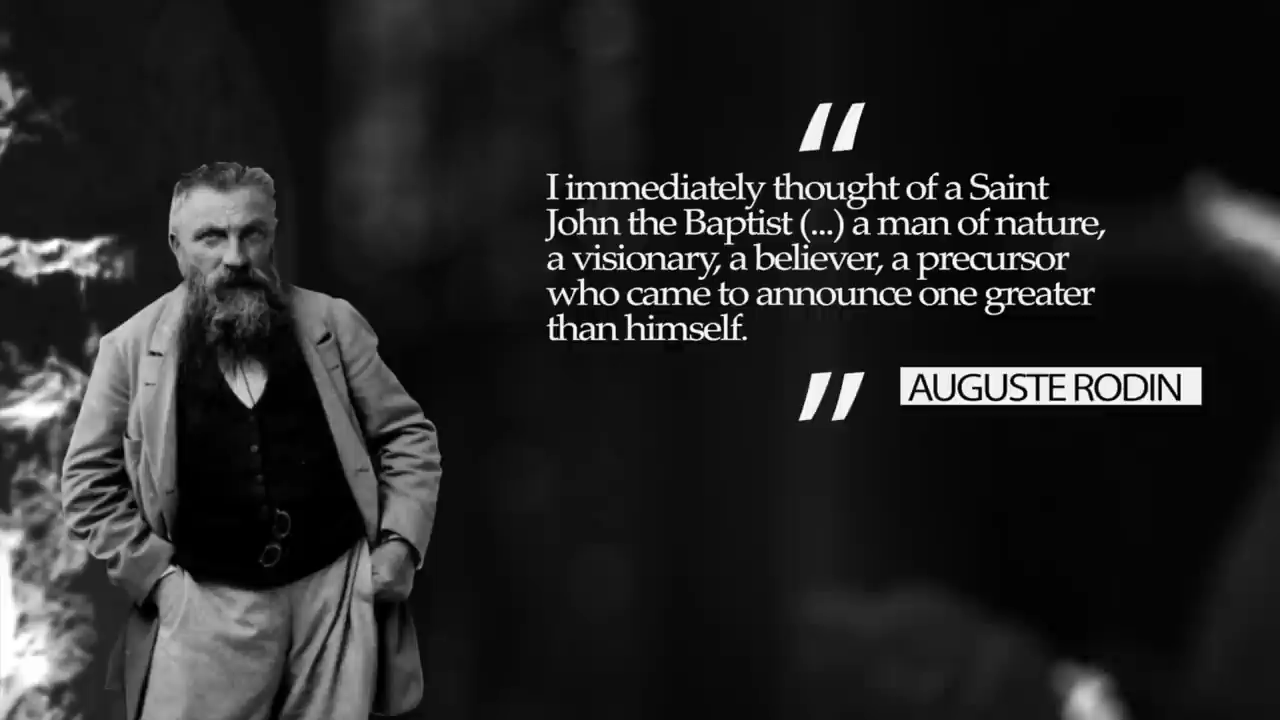 “
I immediately thought of a Saint
John the Baptist (...) a man of nature,
a visionary, a believer, a precursor
who came to announce one greater
than himself.
”
AUGUSTE RODIN